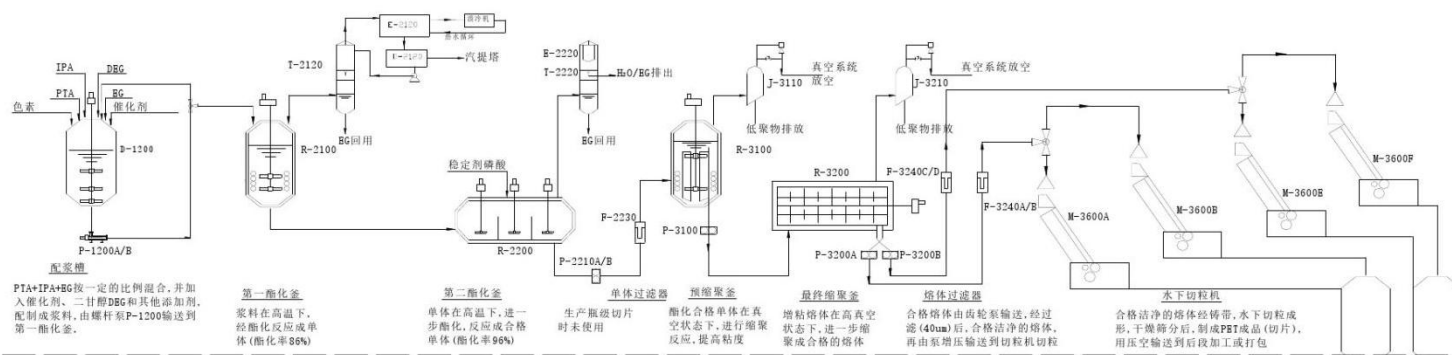 IPA
DEG
PTA
EG
色素
催化剂
D-1200
P-1200A/B
配浆槽
PTA+IPA+EG按一定的比例混合,并加
入催化剂、二甘醇DEG和其他添加剂,
配制成浆料,由螺杆泵P-1200输送到
第一酯化釜。
R-2100
第一酯化釜
浆料在高温下,
经酯化反应成单
体(酯化率86%)
T-2120
E-2120
汽提塔
EG回用
稳定剂磷酸
R-2200
第二酯化釜
单体在高温下,进一
步酯化,反应成合格
单体(酯化率96%)
E-2220
T-2220
H₂O/EG排出
EG回用
P-2210A/B
F-2230
单体过滤器
生产瓶级切片
时未使用
R-3100
P-3100
预缩聚釜
酯化合格单体在真
空状态下,进行缩聚
反应,提高粘度
J-3110
真空系统
放空
低聚物排放
R-3200
最终缩聚釜
增粘熔体在高真空
状态下,进一步缩
聚成合格的熔体
J-3210
真空系统放空
低聚物排放
P-3200A
P-3200B
F-3240C/D
F-3240A/B
熔体过滤器
合格熔体由齿轮泵输送,经过
滤(40um)后,合格洁净的熔体,
再由泵增压输送到切粒机切粒
M-3600A
M-3600B
M-3600E
M-3600F
水下切粒机
合格洁净的熔体经铸带,水下切粒成
形,干燥筛分后,制成PET成品(切片),
用压空输送到后段加工或打包